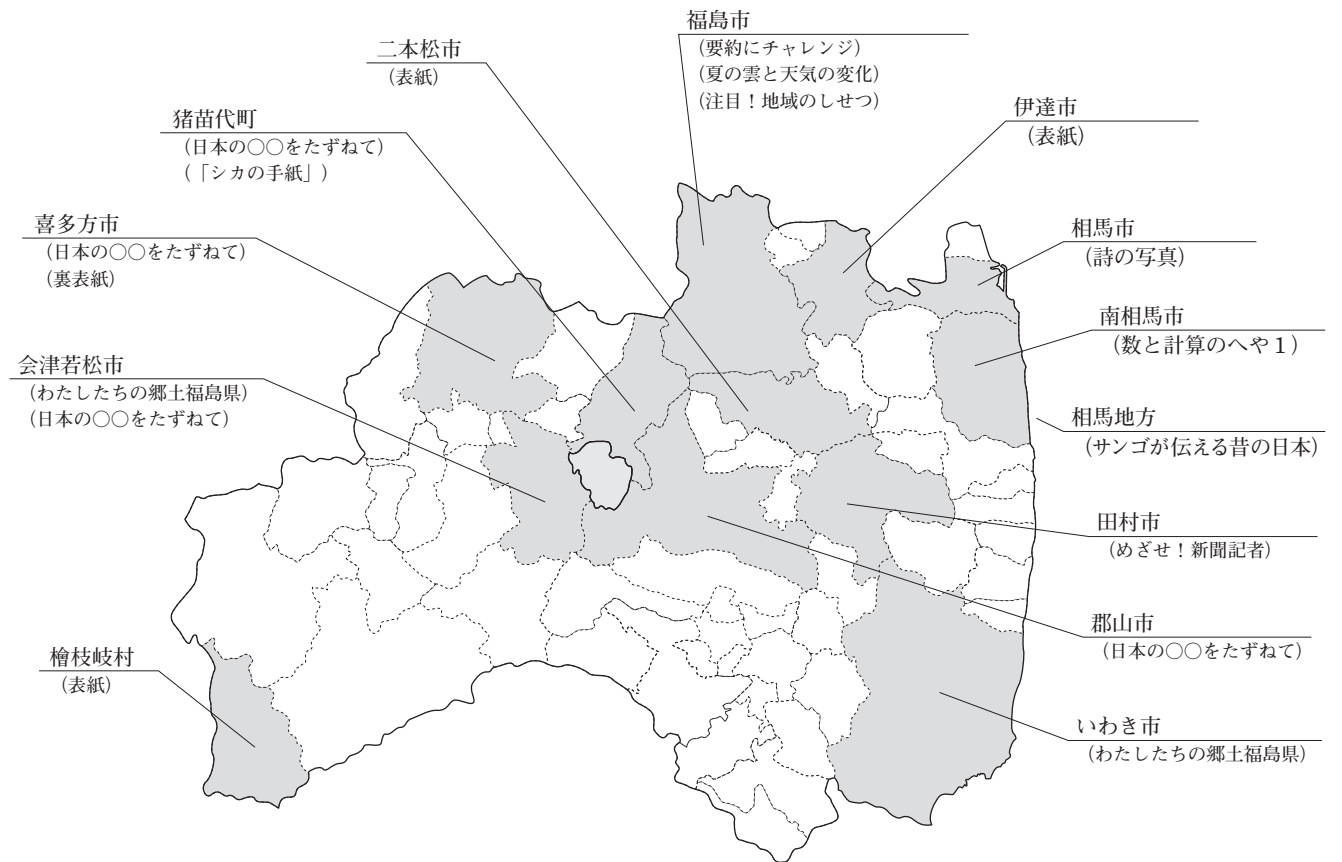 福島市
(要約にチャレンジ)
(夏の雲と天気の変化)
(注目！地域のしせつ)
二本松市
(表紙)
猪苗代町
(日本の○○をたずねて)
(「シカの手紙」)
喜多方市
(日本の○○をたずねて)
(裏表紙)
会津若松市
(わたしたちの郷土福島県)
(日本の○○をたずねて)
檜枝岐村
(表紙)
伊達市
(表紙)
相馬市
(詩の写真)
南相馬市
(数と計算のへや１)
相馬地方
(サンゴが伝える昔の日本)
田村市
(めざせ！新聞記者)
郡山市
(日本の○○をたずねて)
いわき市
(わたしたちの郷土福島県)